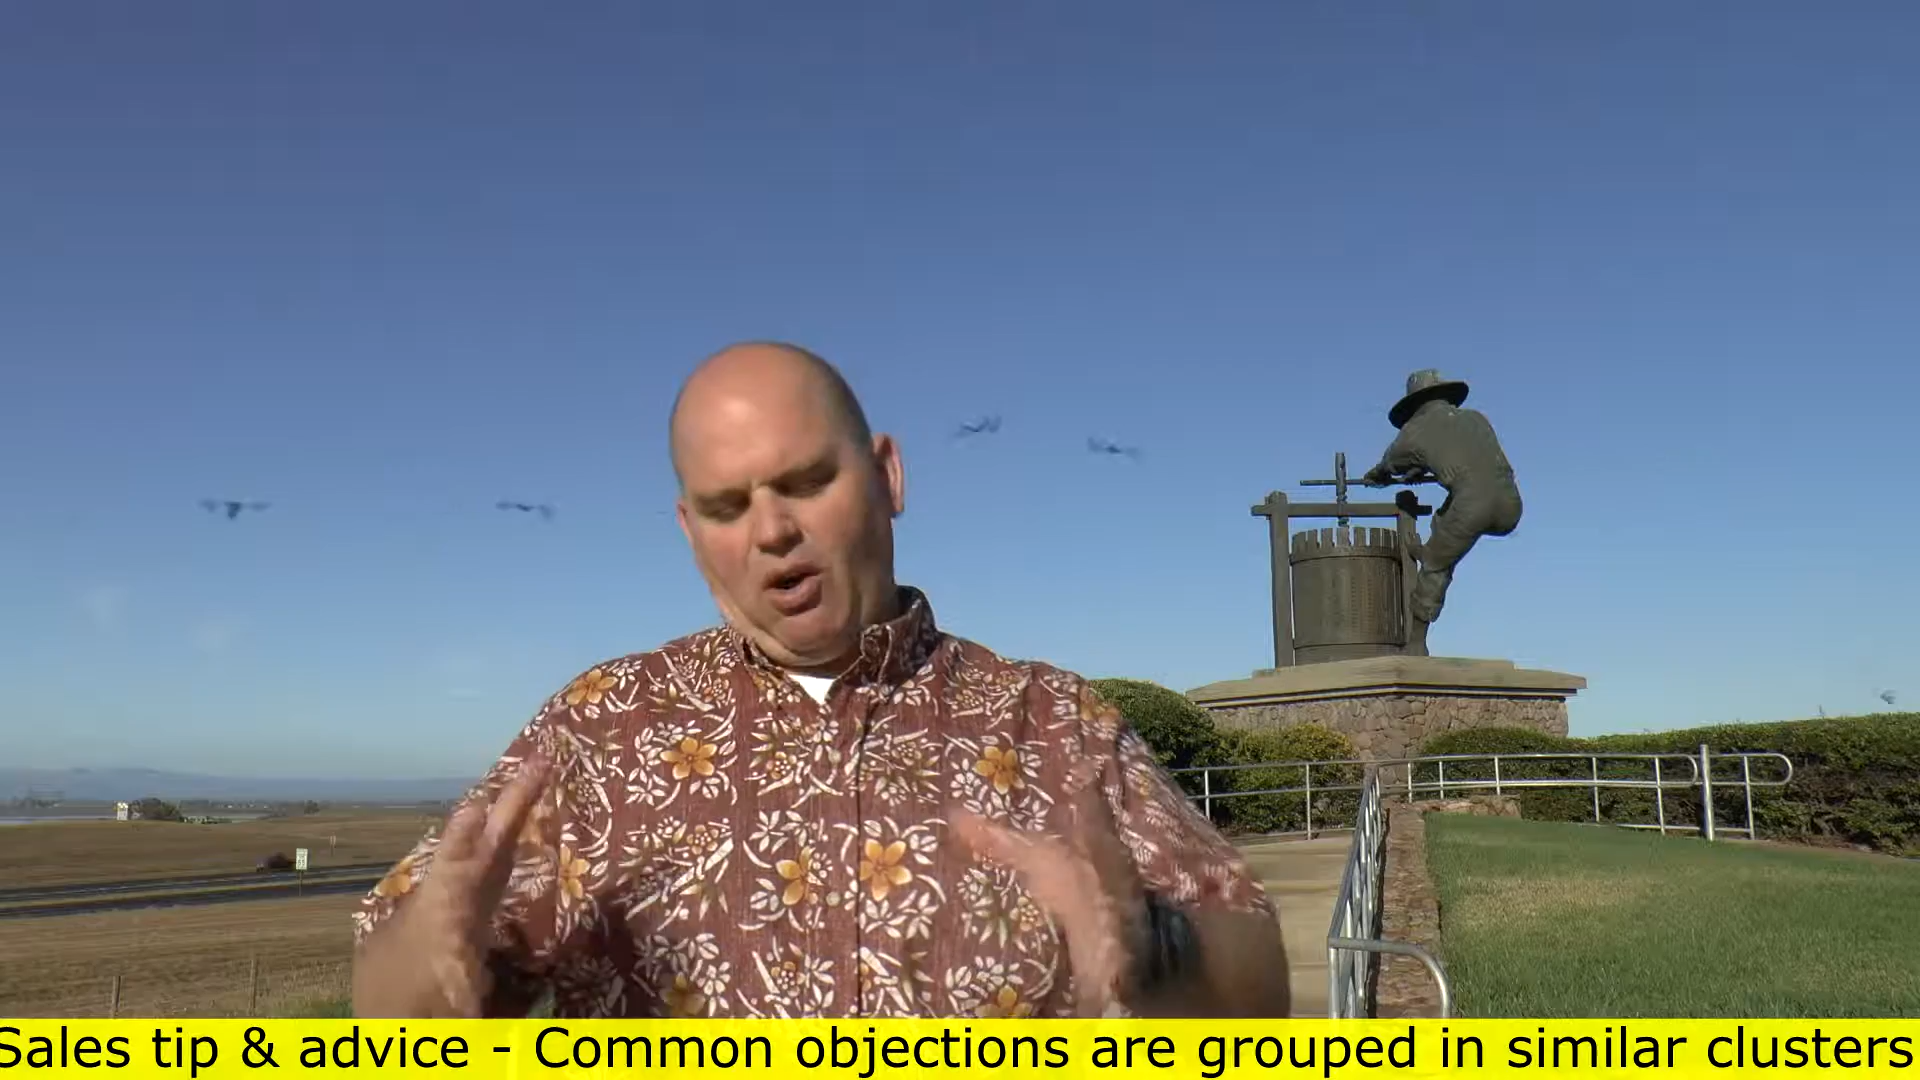 Sales tip & advice - Common objections are grouped in similar clusters